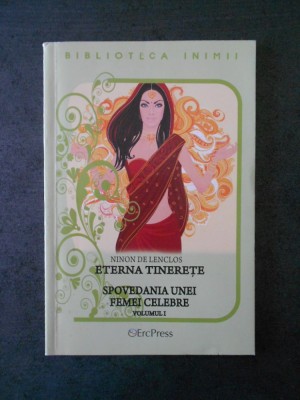 BIBLIOTECA INIMII
NINON DE LENCLOS
ETERNA TINEREȚE
SPOVEDANIA UNEI
FEMEI CELEBRE
VOLUMUL I
ErcPress